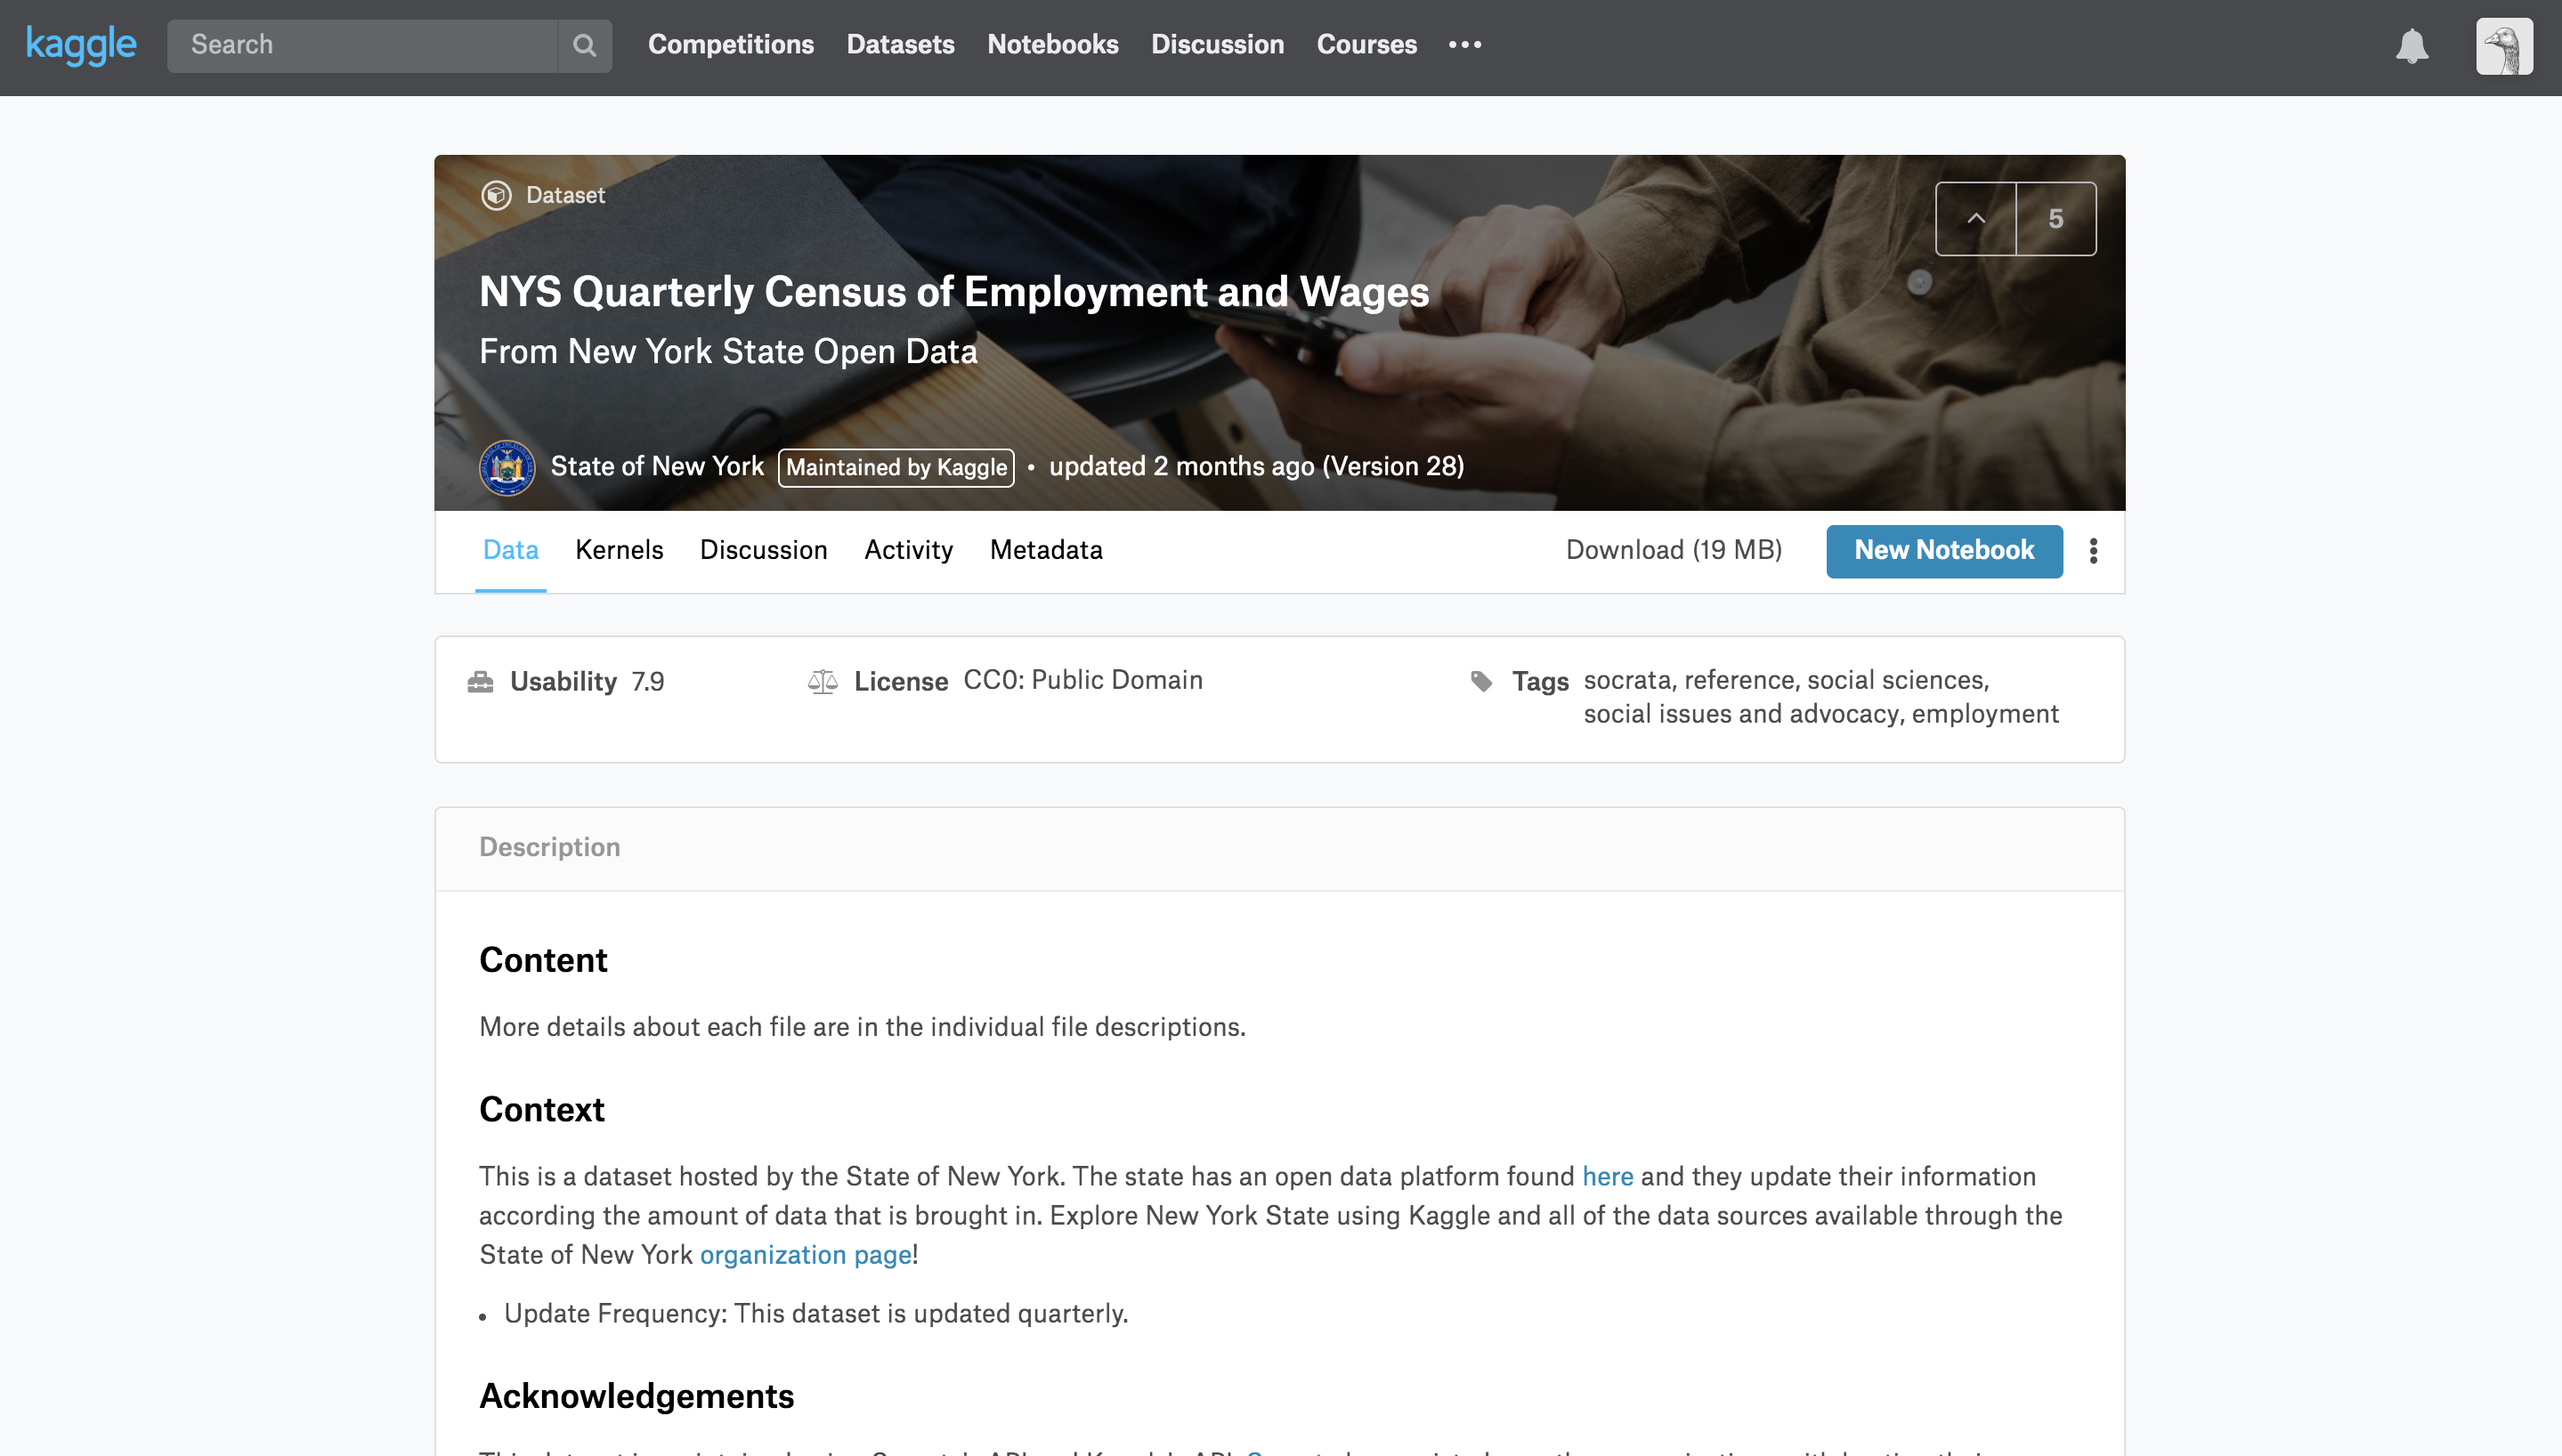 kaggle
Search
Competitions Datasets Notebooks Discussion Courses
Dataset
5
NYS Quarterly Census of Employment and Wages
From New York State Open Data
State of New York Maintained by Kaggle • updated 2 months ago (Version 28)
Data Kernels Discussion Activity Metadata Download (19 MB) New Notebook
Usability 7.9 License CC0: Public Domain Tags socrata, reference, social sciences,
social issues and advocacy, employment
Description
Content
More details about each file are in the individual file descriptions.
Context
This is a dataset hosted by the State of New York. The state has an open data platform found here and they update their information
according the amount of data that is brought in. Explore New York State using Kaggle and all of the data sources available through the
State of New York organization page!
• Update Frequency: This dataset is updated quarterly.
Acknowledgements